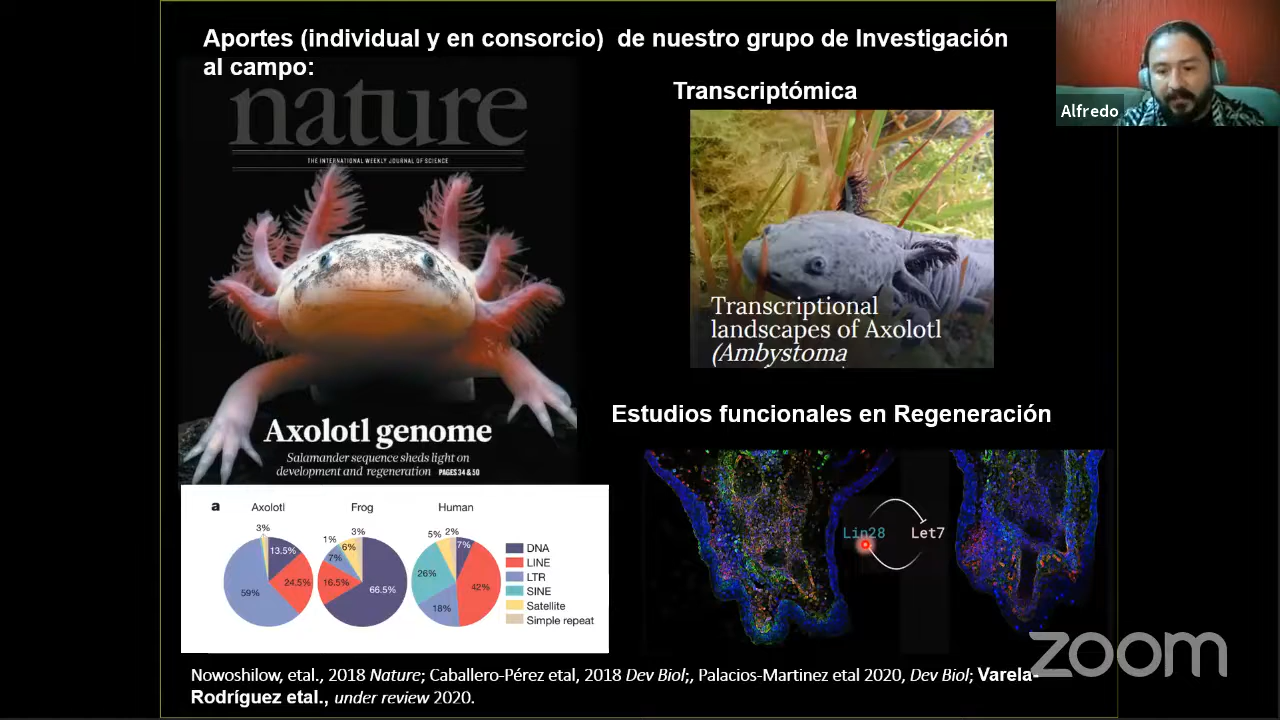 Aportes (individual y en consorcio)  de nuestro grupo de Investigación
al campo:
nature
THE INTERNATIONAL WEEKLY JOURNAL OF SCIENCE
Axolotl genome
Salamander sequence sheds light on
development and regeneration PAGES 34 & 50
Transcriptómica
Transcriptional
landscapes of Axolotl
(Ambystoma
Alfredo
Estudios funcionales en Regeneración
Lin28
Let7
a
Axolotl
Frog
Human
3%
13.5%
24.5%
59%
1%
3%
6%
7%
16.5%
66.5%
5%
2%
7%
26%
42%
18%
DNA
LINE
LTR
SINE
Satellite
Simple repeat
zoom
Nowoshilow, etal., 2018 Nature; Caballero-Pérez etal, 2018 Dev Biol;, Palacios-Martinez etal 2020, Dev Biol; Varela-
Rodríguez etal., under review 2020.